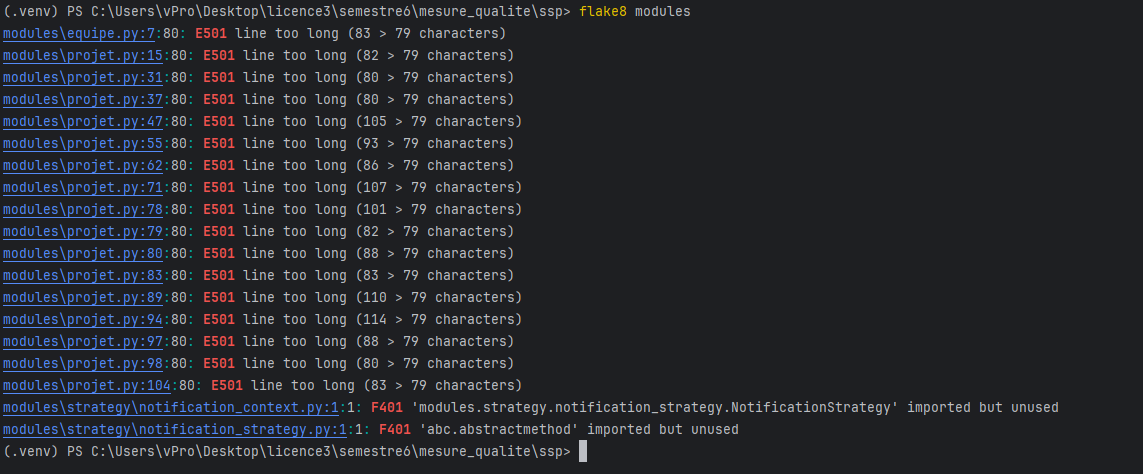 (.venv) PS C:\Users\vPro\Desktop\licence3\semestre6\mesure_qualite\ssp> flake8 modules
modules\equipe.py:7:80: E501 line too long (83 > 79 characters)
modules\projet.py:15:80: E501 line too long (82 > 79 characters)
modules\projet.py:31:80: E501 line too long (80 > 79 characters)
modules\projet.py:37:80: E501 line too long (80 > 79 characters)
modules\projet.py:47:80: E501 line too long (105 > 79 characters)
modules\projet.py:55:80: E501 line too long (93 > 79 characters)
modules\projet.py:62:80: E501 line too long (86 > 79 characters)
modules\projet.py:71:80: E501 line too long (107 > 79 characters)
modules\projet.py:78:80: E501 line too long (101 > 79 characters)
modules\projet.py:79:80: E501 line too long (82 > 79 characters)
modules\projet.py:80:80: E501 line too long (88 > 79 characters)
modules\projet.py:83:80: E501 line too long (83 > 79 characters)
modules\projet.py:89:80: E501 line too long (110 > 79 characters)
modules\projet.py:94:80: E501 line too long (114 > 79 characters)
modules\projet.py:97:80: E501 line too long (88 > 79 characters)
modules\projet.py:98:80: E501 line too long (80 > 79 characters)
modules\projet.py:104:80: E501 line too long (83 > 79 characters)
modules\strategy\notification_context.py:1:1: F401 'modules.strategy.notification_strategy.NotificationStrategy' imported but unused
modules\strategy\notification_strategy.py:1:1: F401 'abc.abstractmethod' imported but unused
(.venv) PS C:\Users\vPro\Desktop\licence3\semestre6\mesure_qualite\ssp>